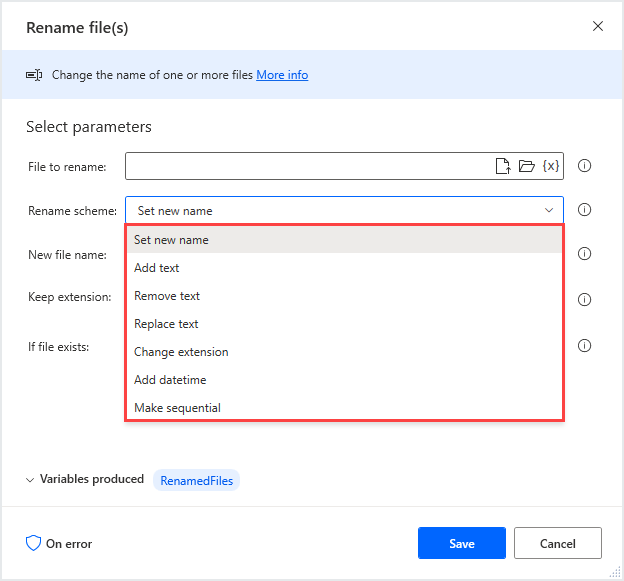 Rename file(s)
Change the name of one or more files More info
Select parameters
File to rename:
{x}
Rename scheme: Set new name
Set new name
New file name:
Add text
Remove text
Keep extension:
Replace text
If file exists:
Change extension
Add datetime
Make sequential
Variables produced RenamedFiles
On error Save Cancel